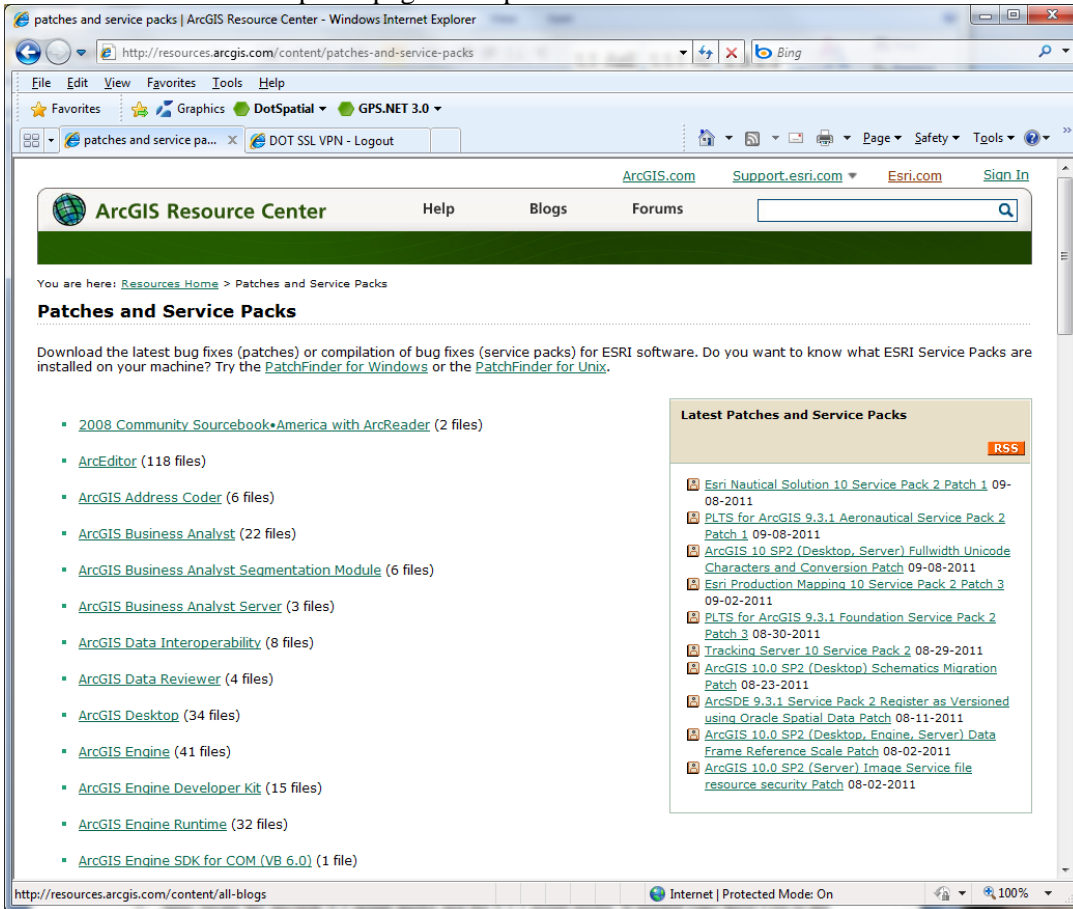 patches and service packs | ArcGIS Resource Center - Windows Internet Explorer
http://resources.arcgis.com/content/patches-and-service-packs
Bing
File Edit View Favorites Tools Help
Favorites Graphics DotSpatial GPS.NET 3.0
patches and service pa... X DOT SSL VPN - Logout
Page Safety Tools
ArcGIS.com Support.esri.com Esri.com Sign In
ArcGIS Resource Center Help Blogs Forums
You are here: Resources Home > Patches and Service Packs
Patches and Service Packs
Download the latest bug fixes (patches) or compilation of bug fixes (service packs) for ESRI software. Do you want to know what ESRI Service Packs are
installed on your machine? Try the PatchFinder for Windows or the PatchFinder for Unix.
2008 Community Sourcebook•America with ArcReader (2 files)
ArcEditor (118 files)
ArcGIS Address Coder (6 files)
ArcGIS Business Analyst (22 files)
ArcGIS Business Analyst Segmentation Module (6 files)
ArcGIS Business Analyst Server (3 files)
ArcGIS Data Interoperability (8 files)
ArcGIS Data Reviewer (4 files)
ArcGIS Desktop (34 files)
ArcGIS Engine (41 files)
ArcGIS Engine Developer Kit (15 files)
ArcGIS Engine Runtime (32 files)
ArcGIS Engine SDK for COM (VB 6.0) (1 file)
Latest Patches and Service Packs
RSS
Esri Nautical Solution 10 Service Pack 2 Patch 1 09-
08-2011
PLTS for ArcGIS 9.3.1 Aeronautical Service Pack 2
Patch 1 09-08-2011
ArcGIS 10 SP2 (Desktop, Server) Fullwidth Unicode
Characters and Conversion Patch 09-08-2011
Esri Production Mapping 10 Service Pack 2 Patch 3
09-02-2011
PLTS for ArcGIS 9.3.1 Foundation Service Pack 2
Patch 3 08-30-2011
Tracking Server 10 Service Pack 2 08-29-2011
ArcGIS 10.0 SP2 (Desktop) Schematics Migration
Patch 08-23-2011
ArcSDE 9.3.1 Service Pack 2 Register as Versioned
using Oracle Spatial Data Patch 08-11-2011
ArcGIS 10.0 SP2 (Desktop, Engine, Server) Data
Frame Reference Scale Patch 08-02-2011
ArcGIS 10.0 SP2 (Server) Image Service file
resource security Patch 08-02-2011
http://resources.arcgis.com/content/all-blogs Internet | Protected Mode: On 100%